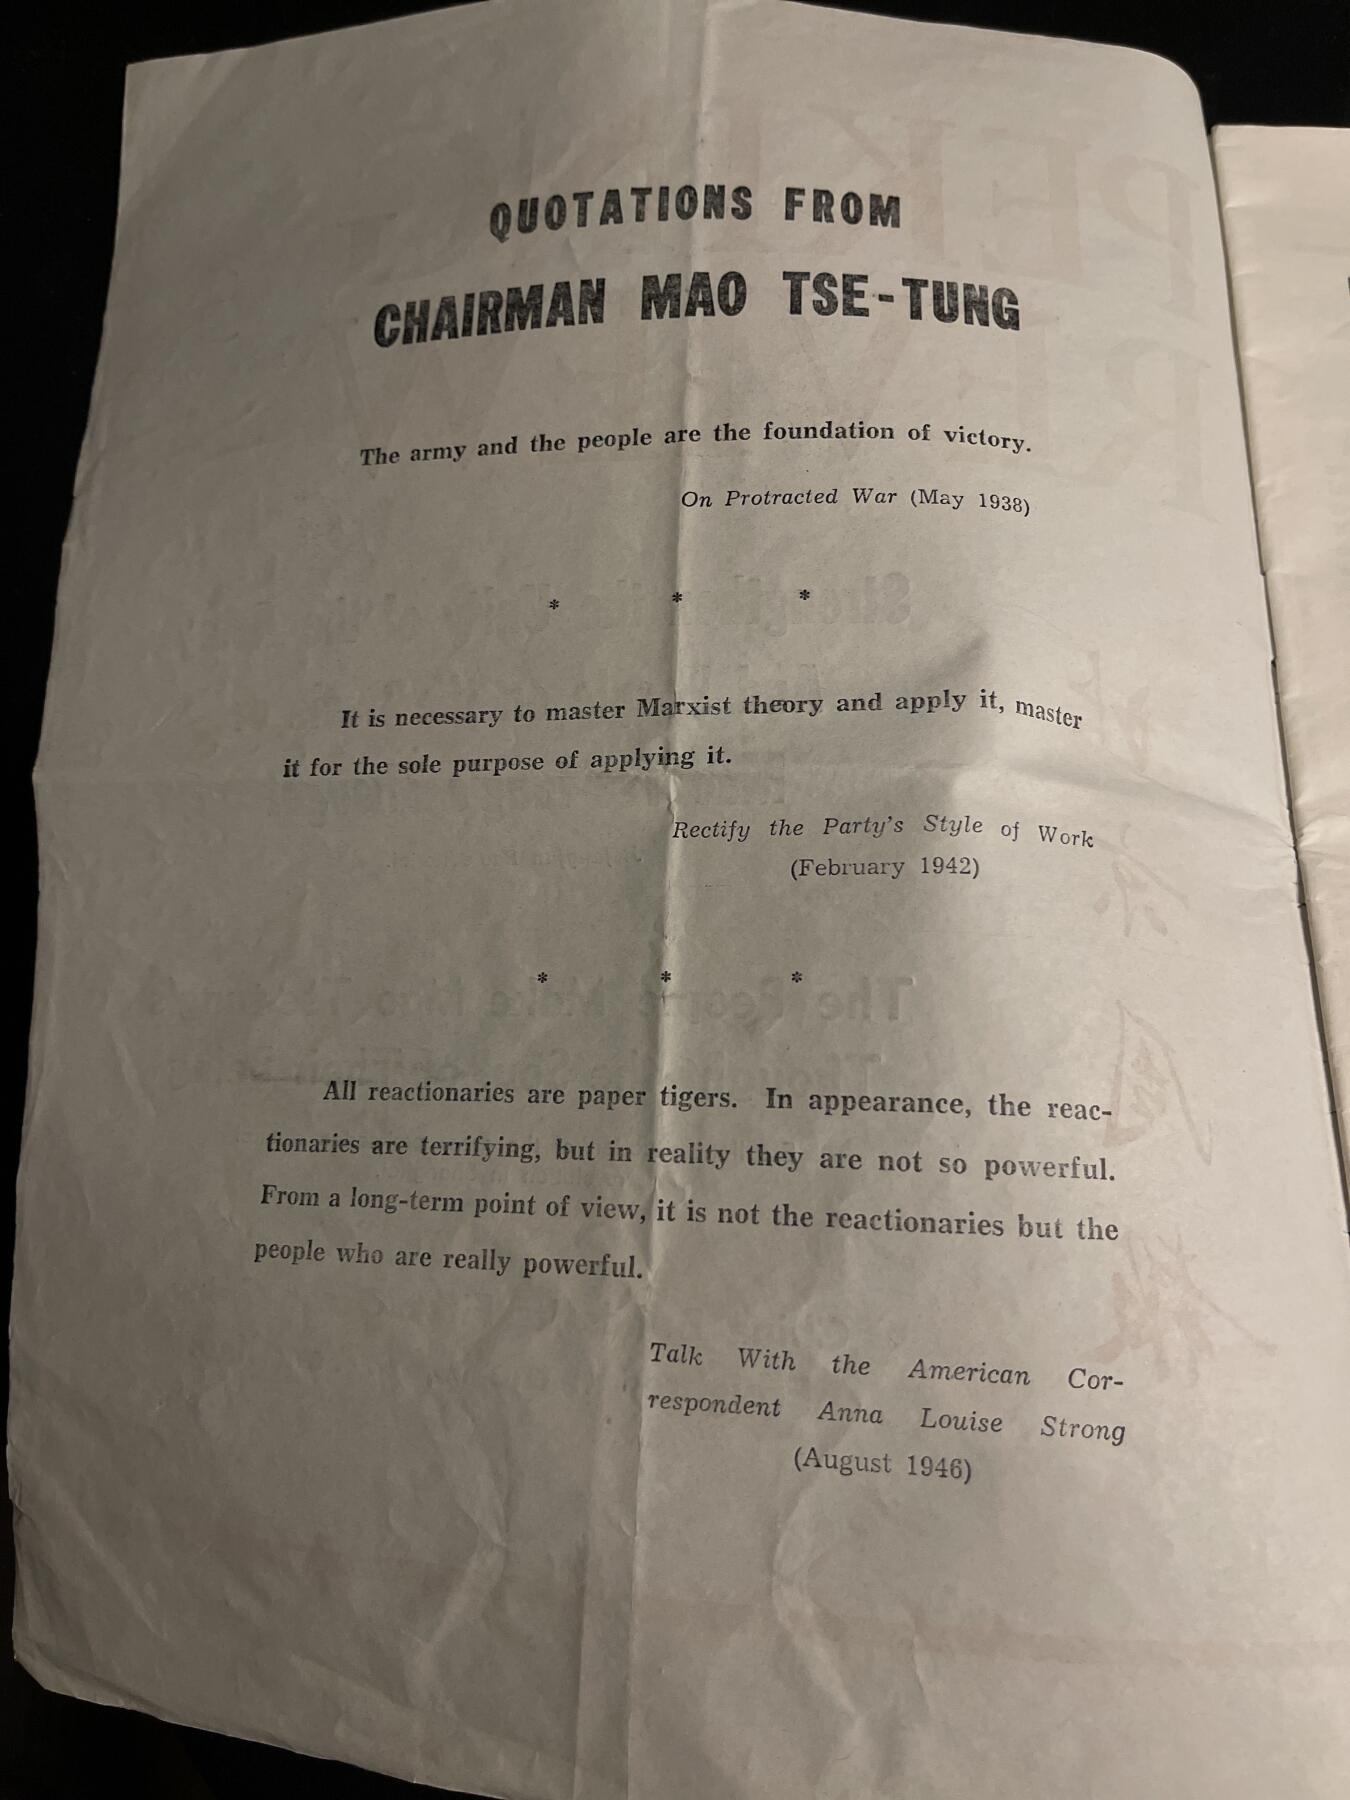 QUOTATIONS FROM
CHAIRMAN MAO TSE-TUNG
The army and the people are the foundation of victory.
On Protracted War (May 1938)
* * *
It is necessary to master Marxist theory and apply it, master
it for the sole purpose of applying it.
Rectify the Party's Style of Work
(February 1942)
* * *
All reactionaries are paper tigers. In appearance, the reac-
tionaries are terrifying, but in reality they are not so powerful.
From a long-term point of view, it is not the reactionaries but the
people who are really powerful.
Talk With the American Cor-
respondent Anna Louise Strong
(August 1946)